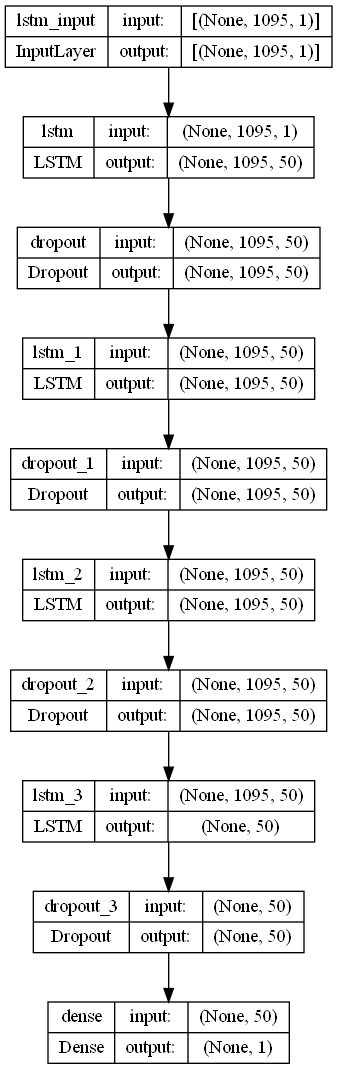 lstm_input input: [(None, 1095, 1)]
InputLayer output: [(None, 1095, 1)]
lstm input: (None, 1095, 1)
LSTM output: (None, 1095, 50)
dropout input: (None, 1095, 50)
Dropout output: (None, 1095, 50)
lstm_1 input: (None, 1095, 50)
LSTM output: (None, 1095, 50)
dropout_1 input: (None, 1095, 50)
Dropout output: (None, 1095, 50)
lstm_2 input: (None, 1095, 50)
LSTM output: (None, 1095, 50)
dropout_2 input: (None, 1095, 50)
Dropout output: (None, 1095, 50)
lstm_3 input: (None, 1095, 50)
LSTM output: (None, 50)
dropout_3 input: (None, 50)
Dropout output: (None, 50)
dense input: (None, 50)
Dense output: (None, 1)